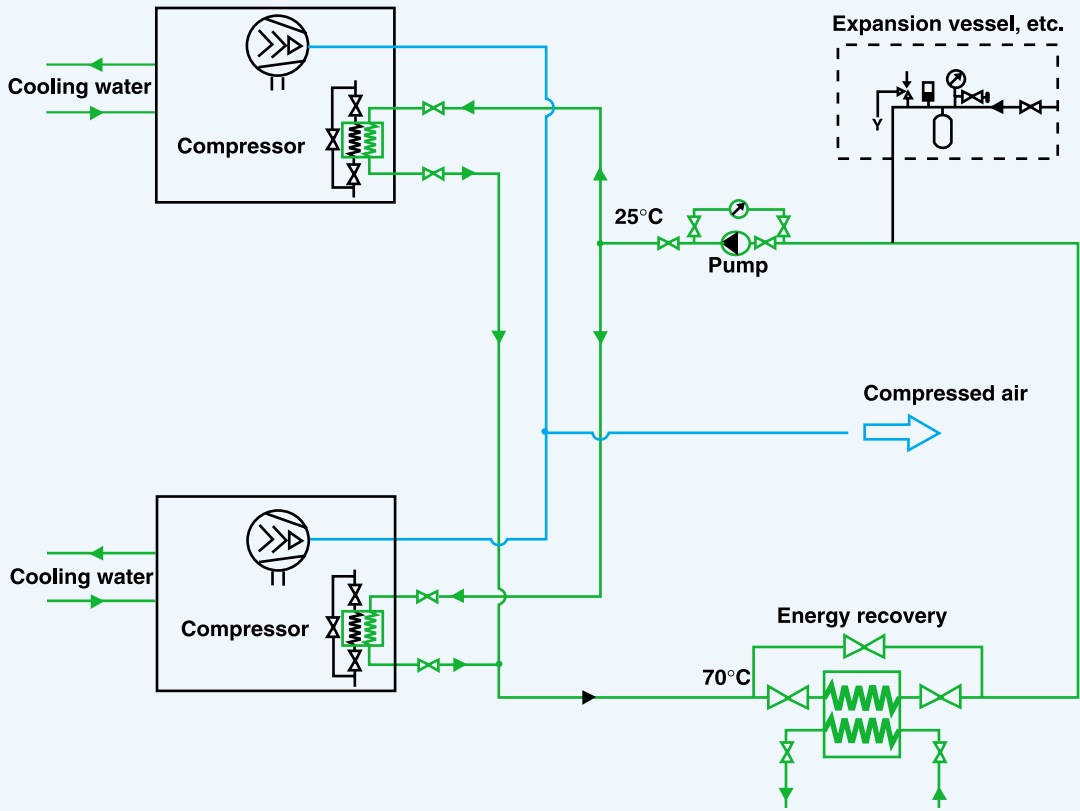 Expansion vessel, etc.
Cooling water
Compressor
Y
25°C
Pump
Compressed air
Cooling water
Compressor
Energy recovery
70°C